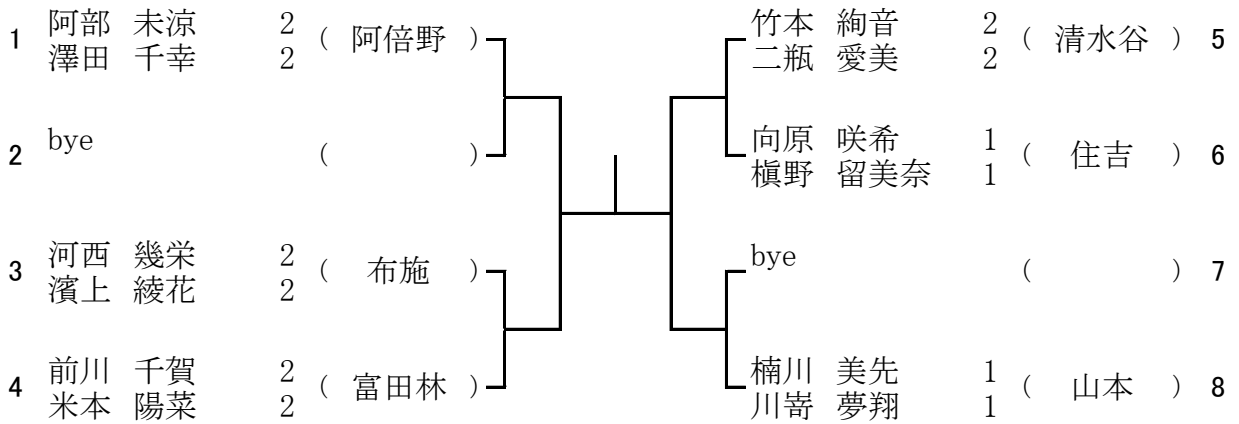 1 阿部 未涼 2 ( 阿倍野 )
澤田 千幸 2
2 bye ( )
3 河西 幾栄 2 ( 布施 )
濱上 綾花 2
4 前川 千賀 2 ( 富田林 )
米本 陽菜 2
竹本 絢音 2 ( 清水谷 ) 5
二瓶 愛美 2
向原 咲希 1 ( 住吉 ) 6
槇野 留美奈 1
bye ( ) 7
楠川 美先 1 ( 山本 ) 8
川嵜 夢翔 1